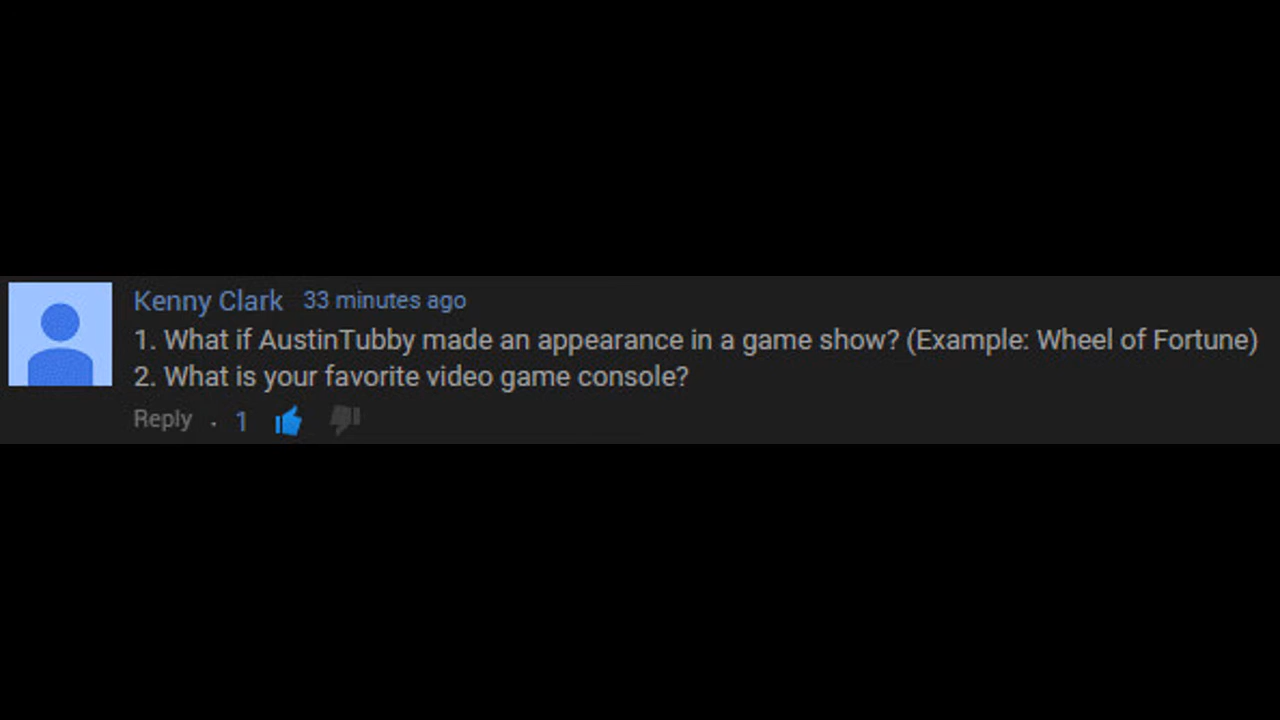 Kenny Clark 33 minutes ago
1. What if AustinTubby made an appearance in a game show? (Example: Wheel of Fortune)
2. What is your favorite video game console?
Reply . 1